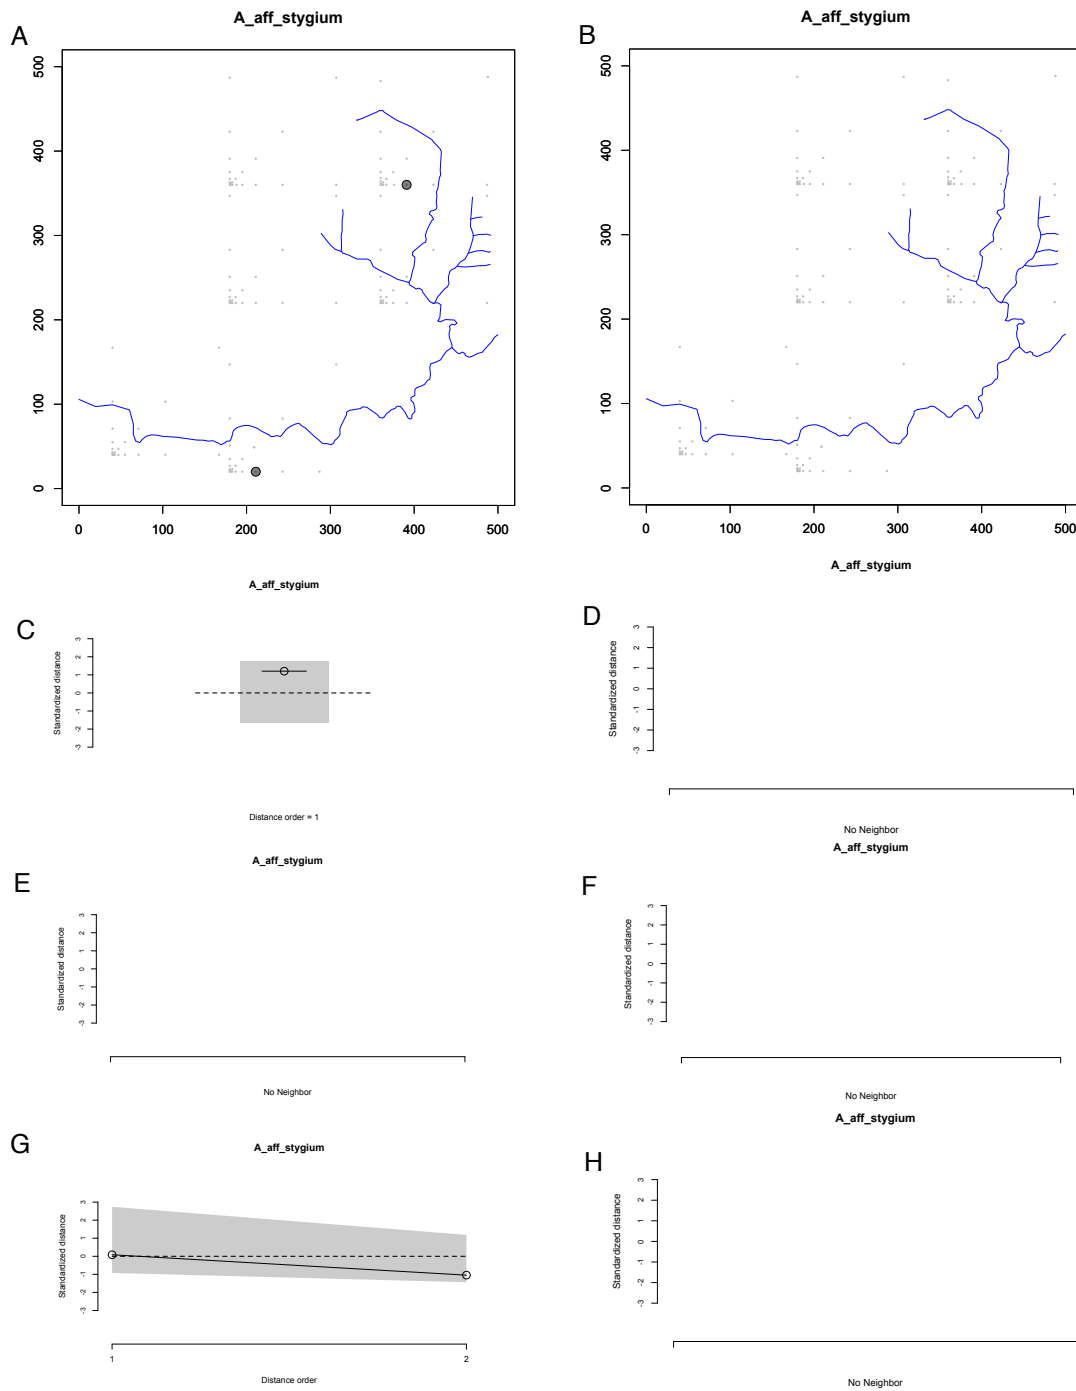 A
A_aff_stygium
500
400
300
200
100
0
0 100 200 300 400 500
B
A_aff_stygium
500
400
300
200
100
0
0 100 200 300 400 500
C
A_aff_stygium
Standardized distance
3
2
1
0
-1
-2
-3
Distance order = 1
D
A_aff_stygium
Standardized distance
3
2
1
0
-1
-2
-3
No Neighbor
E
A_aff_stygium
Standardized distance
3
2
1
0
-1
-2
-3
No Neighbor
F
A_aff_stygium
Standardized distance
3
2
1
0
-1
-2
-3
No Neighbor
G
A_aff_stygium
Standardized distance
3
2
1
0
-1
-2
-3
1 2
Distance order
H
A_aff_stygium
Standardized distance
3
2
1
0
-1
-2
-3
No Neighbor